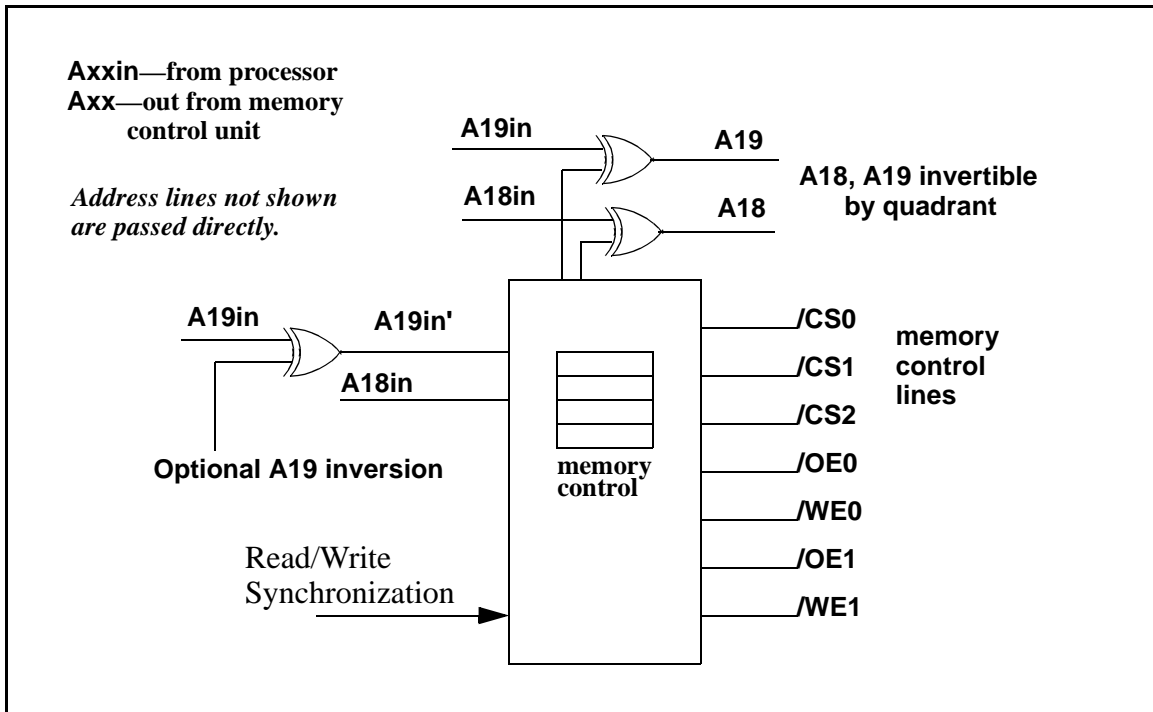 Axxin—from processor
Axx—out from memory
control unit
Address lines not shown
are passed directly.
A19in
A19
A18in
A18
A18, A19 invertible
by quadrant
A19in
A19in'
A18in
Optional A19 inversion
memory
control
Read/Write
Synchronization
/CS0
/CS1
/CS2
/OE0
/WE0
/OE1
/WE1
memory
control
lines